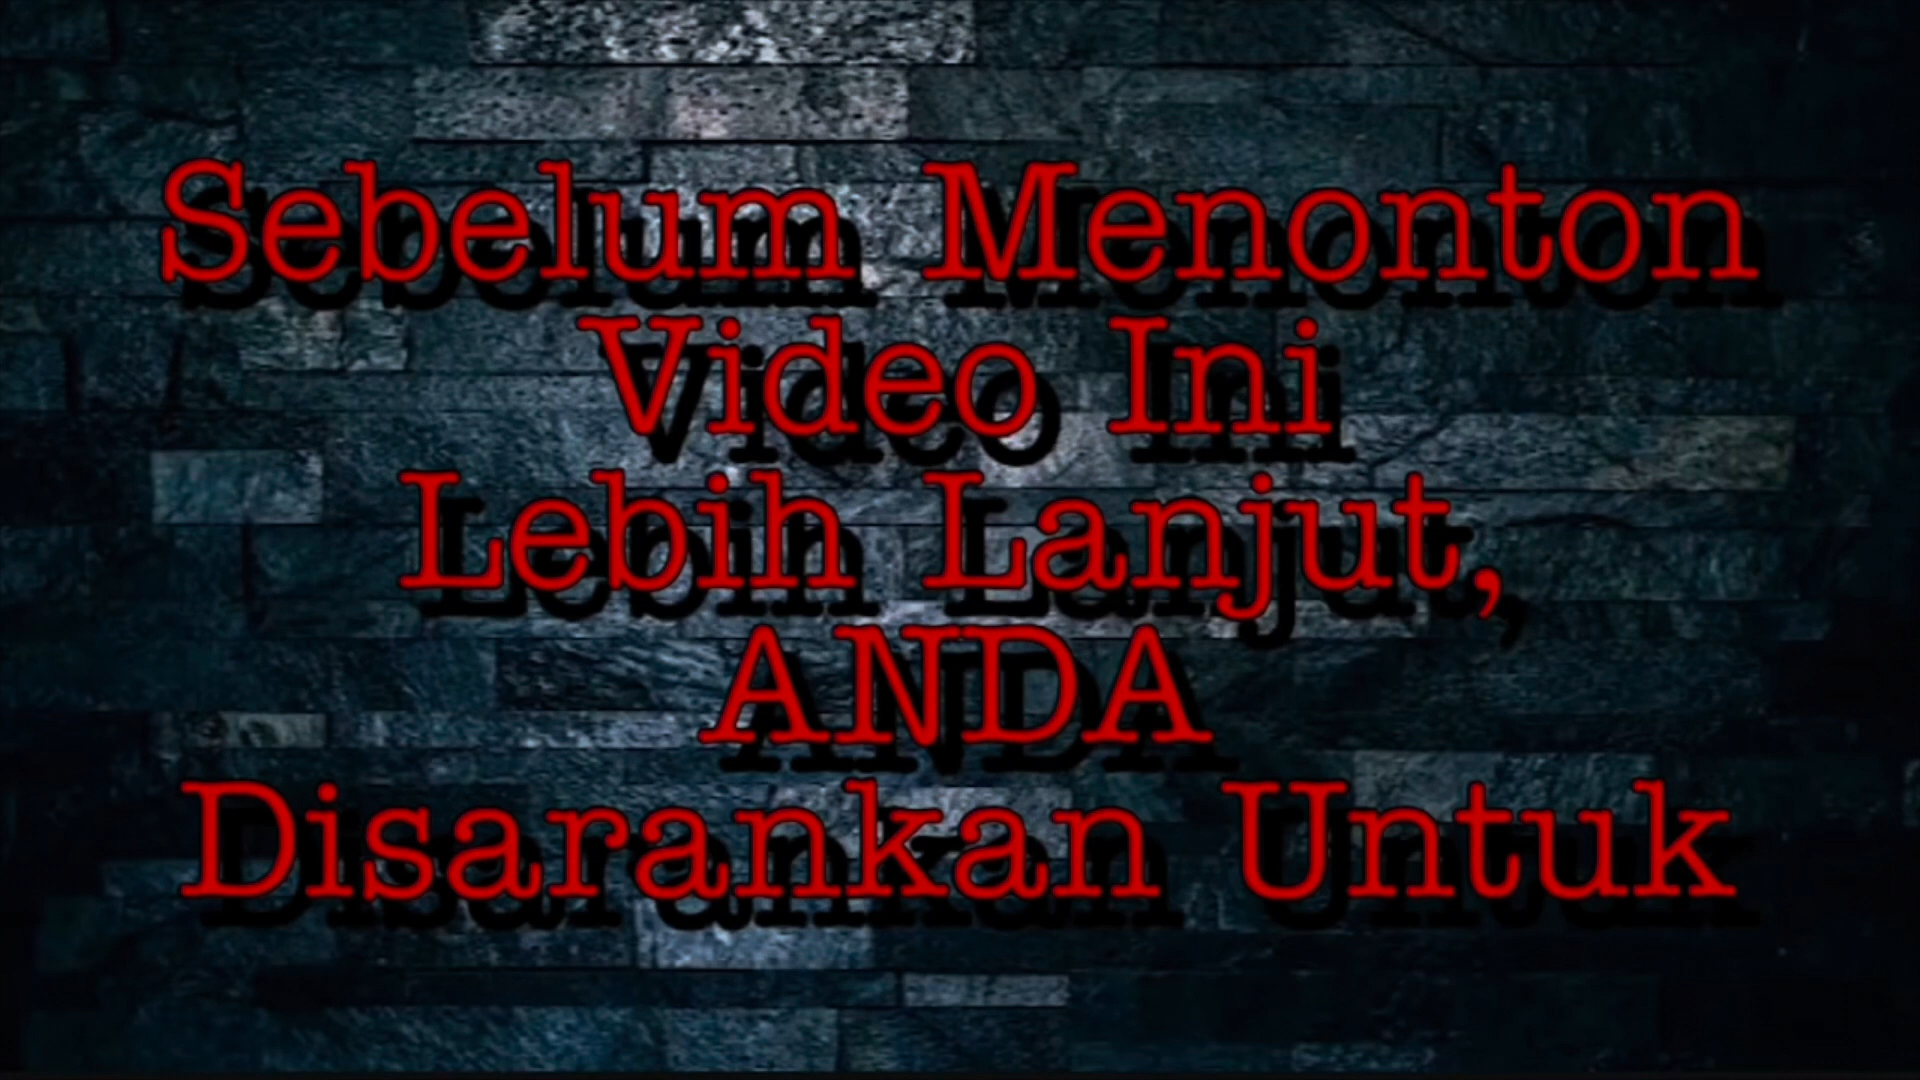 Sebelum Menonton
Video Ini
Lebih Lanjut,
ANDA
Disarankan Untuk